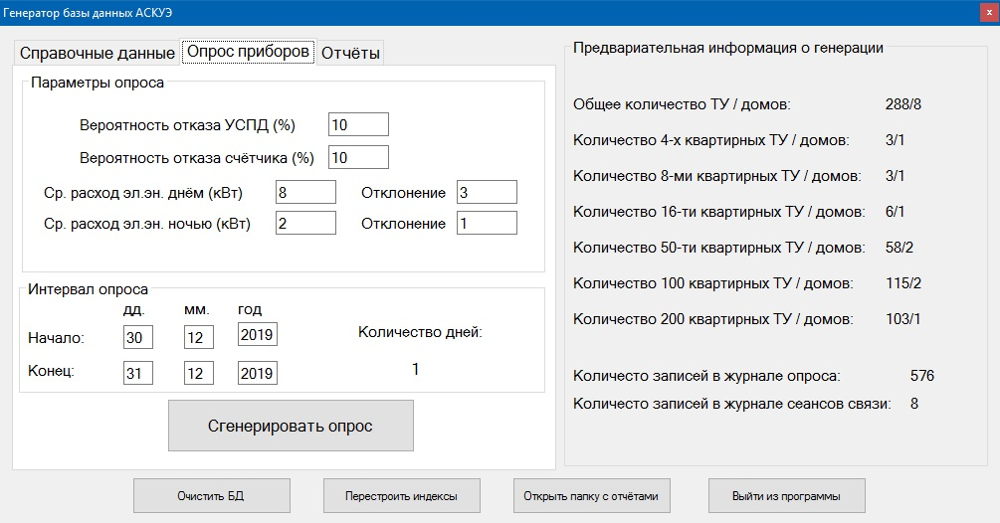 Генератор базы данных АСКУЭ
x
Справочные данные Опрос приборов Отчёты
Параметры опроса
Вероятность отказа УСПД (%) 10
Вероятность отказа счётчика (%) 10
Ср. расход эл.эн. днём (кВт) 8 Отклонение 3
Ср. расход эл.эн. ночью (кВт) 2 Отклонение 1
Интервал опроса
дд. мм. год
Начало: 30 12 2019
Конец: 31 12 2019
Количество дней:
1
Сгенерировать опрос
Предвариательная информация о генерации
Общее количество ТУ / домов: 288/8
Количество 4-х квартирных ТУ / домов: 3/1
Количество 8-ми квартирных ТУ / домов: 3/1
Количество 16-ти квартирных ТУ / домов: 6/1
Количество 50-ти квартирных ТУ / домов: 58/2
Количество 100 квартирных ТУ / домов: 115/2
Количество 200 квартирных ТУ / домов: 103/1
Количесто записей в журнале опроса: 576
Количесто записей в журнале сеансов связи: 8
Очистить БД Перестроить индексы Открыть папку с отчётами Выйти из программы